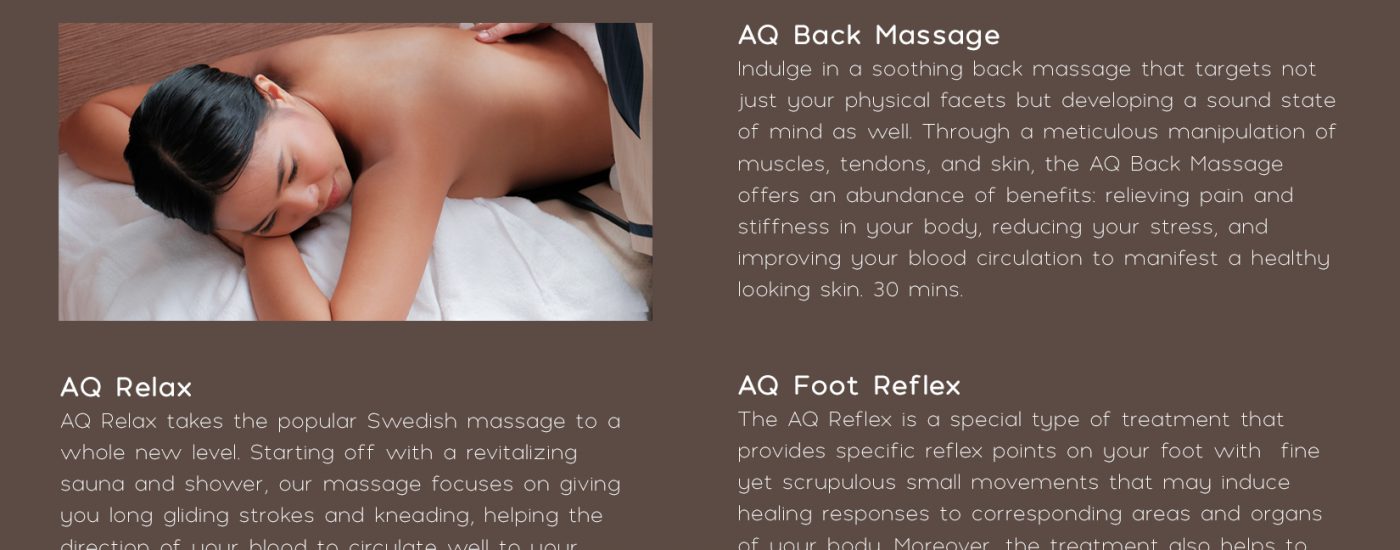 AQ Back Massage
Indulge in a soothing back massage that targets not
just your physical facets but developing a sound state
of mind as well. Through a meticulous manipulation of
muscles, tendons, and skin, the AQ Back Massage
offers an abundance of benefits: relieving pain and
stiffness in your body, reducing your stress, and
improving your blood circulation to manifest a healthy
looking skin. 30 mins.
AQ Relax
AQ Relax takes the popular Swedish massage to a
whole new level. Starting off with a revitalizing
sauna and shower, our massage focuses on giving
you long gliding strokes and kneading, helping the
direction of your blood to circulate well to your
AQ Foot Reflex
The AQ Reflex is a special type of treatment that
provides specific reflex points on your foot with fine
yet scrupulous small movements that may induce
healing responses to corresponding areas and organs
of your body. Moreover, the treatment also helps to